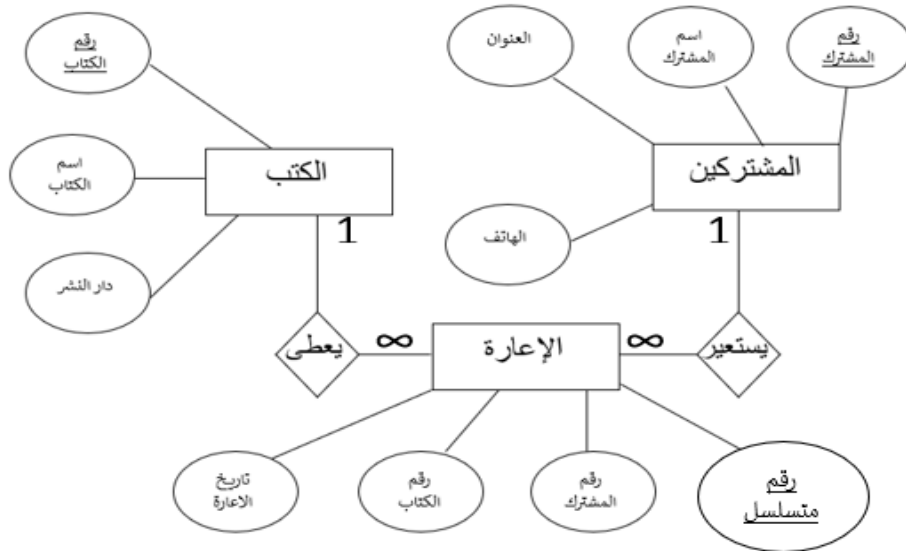 رقم
الكتاب
العنوان
اسم
المشترك
رقم
المشترك
اسم
الكتاب
الكتب
المشتركين
1
1
الهاتف
دار النشر
يعطى
∞
الإعارة
∞
يستعير
تاريخ
الاعارة
رقم
الكتاب
رقم
المشترك
رقم
متسلسل